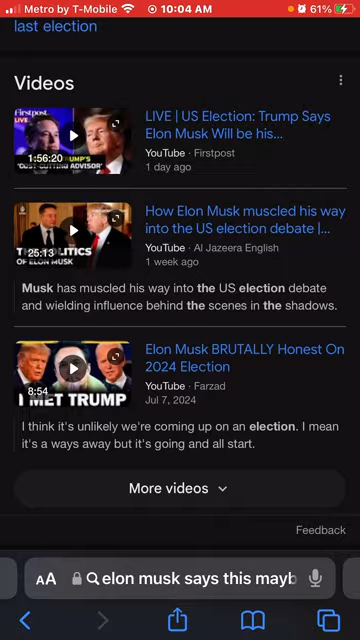 Metro by T-Mobile 10:04 AM 61%
last election
Videos
Firstpost
LIVE
TRUMP'S
'COST-CUTTING ADVISOR'
1:56:20
LIVE | US Election: Trump Says
Elon Musk Will be his...
YouTube · Firstpost
1 day ago
THE POLITICS
OF ELON MUSK
25:13
How Elon Musk muscled his way
into the US election debate |...
YouTube · Al Jazeera English
1 week ago
Musk has muscled his way into the US election debate
and wielding influence behind the scenes in the shadows.
8:54
I MET TRUMP
Elon Musk BRUTALLY Honest On
2024 Election
YouTube · Farzad
Jul 7, 2024
I think it's unlikely we're coming up on an election. I mean
it's a ways away but it's going and all start.
More videos
Feedback
AA elon musk says this mayb